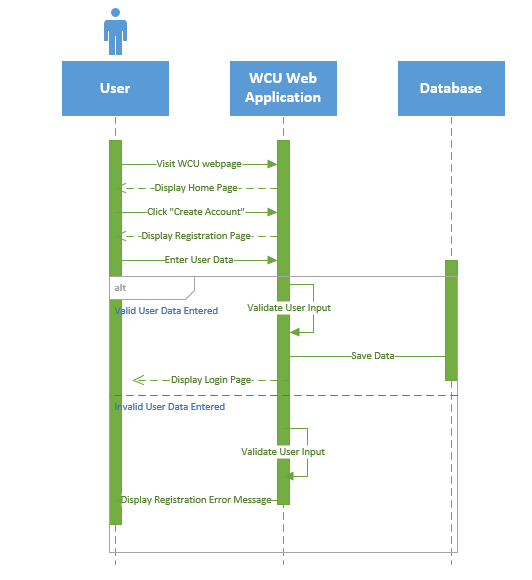 User
WCU Web
Application
Database
Visit WCU webpage
Display Home Page
Click "Create Account"
Display Registration Page
Enter User Data
alt
Valid User Data Entered
Validate User Input
Save Data
Display Login Page
Invalid User Data Entered
Validate User Input
Display Registration Error Message